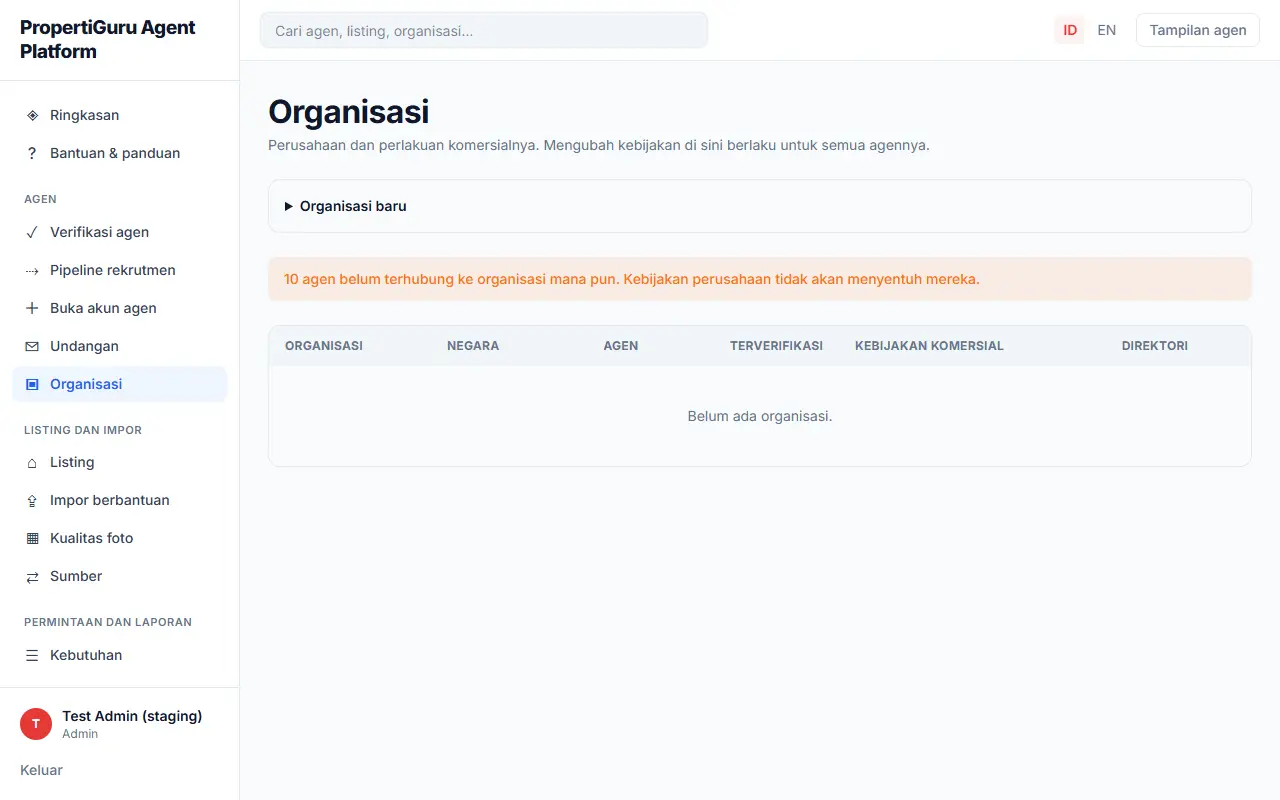 PropertiGuru Agent
Platform
Cari agen, listing, organisasi...
ID
EN
Tampilan agen
Ringkasan
? Bantuan & panduan
AGEN
Verifikasi agen
Pipeline rekrutmen
Buka akun agen
Undangan
Organisasi
LISTING DAN IMPOR
Listing
Impor berbantuan
Kualitas foto
Sumber
PERMINTAAN DAN LAPORAN
Kebutuhan
T
Test Admin (staging)
Admin
Keluar
Organisasi
Perusahaan dan perlakuan komersialnya. Mengubah kebijakan di sini berlaku untuk semua agennya.
Organisasi baru
10 agen belum terhubung ke organisasi mana pun. Kebijakan perusahaan tidak akan menyentuh mereka.
ORGANISASI NEGARA AGEN TERVERIFIKASI KEBIJAKAN KOMERSIAL DIREKTORI
Belum ada organisasi.